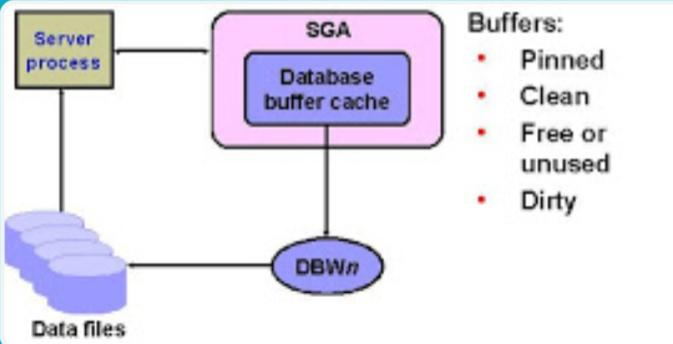 Server
process
SGA
Database
buffer cache
DBWn
Data files
Buffers:
• Pinned
• Clean
• Free or
unused
• Dirty